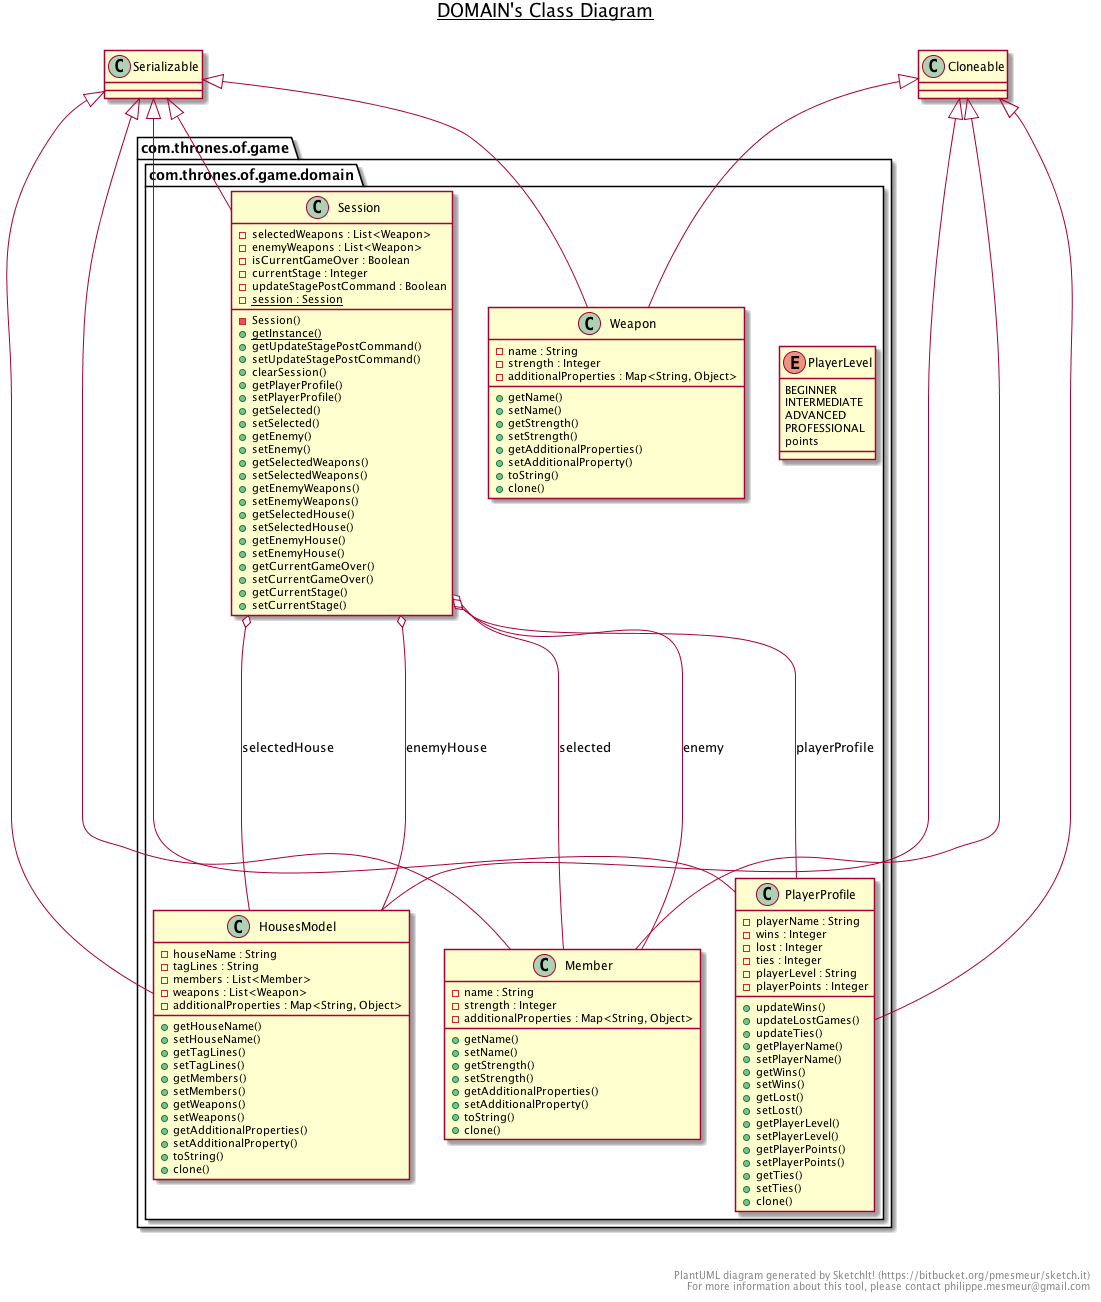 DOMAIN's Class Diagram
C Serializable
C Cloneable
com.thrones.of.game
com.thrones.of.game.domain
C Session
selectedWeapons : List<Weapon>
enemyWeapons : List<Weapon>
isCurrentGameOver : Boolean
currentStage : Integer
updateStagePostCommand : Boolean
session : Session
Session()
getInstance()
getUpdateStagePostCommand()
setUpdateStagePostCommand()
clearSession()
getPlayerProfile()
setPlayerProfile()
getSelected()
setSelected()
getEnemy()
setEnemy()
getSelectedWeapons()
setSelectedWeapons()
getEnemyWeapons()
setEnemyWeapons()
getSelectedHouse()
setSelectedHouse()
getEnemyHouse()
setEnemyHouse()
getCurrentGameOver()
setCurrentGameOver()
getCurrentStage()
setCurrentStage()
C Weapon
name : String
strength : Integer
additionalProperties : Map<String, Object>
getName()
setName()
getStrength()
setStrength()
getAdditionalProperties()
setAdditionalProperty()
toString()
clone()
E PlayerLevel
BEGINNER
INTERMEDIATE
ADVANCED
PROFESSIONAL
points
selectedHouse
enemyHouse
selected
enemy
playerProfile
C HousesModel
houseName : String
tagLines : String
members : List<Member>
weapons : List<Weapon>
additionalProperties : Map<String, Object>
getHouseName()
setHouseName()
getTagLines()
setTagLines()
getMembers()
setMembers()
getWeapons()
setWeapons()
getAdditionalProperties()
setAdditionalProperty()
toString()
clone()
C Member
name : String
strength : Integer
additionalProperties : Map<String, Object>
getName()
setName()
getStrength()
setStrength()
getAdditionalProperties()
setAdditionalProperty()
toString()
clone()
C PlayerProfile
playerName : String
wins : Integer
lost : Integer
ties : Integer
playerLevel : String
playerPoints : Integer
updateWins()
updateLostGames()
updateTies()
getPlayerName()
setPlayerName()
getWins()
setWins()
getLost()
setLost()
getPlayerLevel()
setPlayerLevel()
getPlayerPoints()
setPlayerPoints()
getTies()
setTies()
clone()
PlantUML diagram generated by SketchIt! (https://bitbucket.org/pmesmeur/sketch.it)
For more information about this tool, please contact philippe.mesmeur@gmail.com